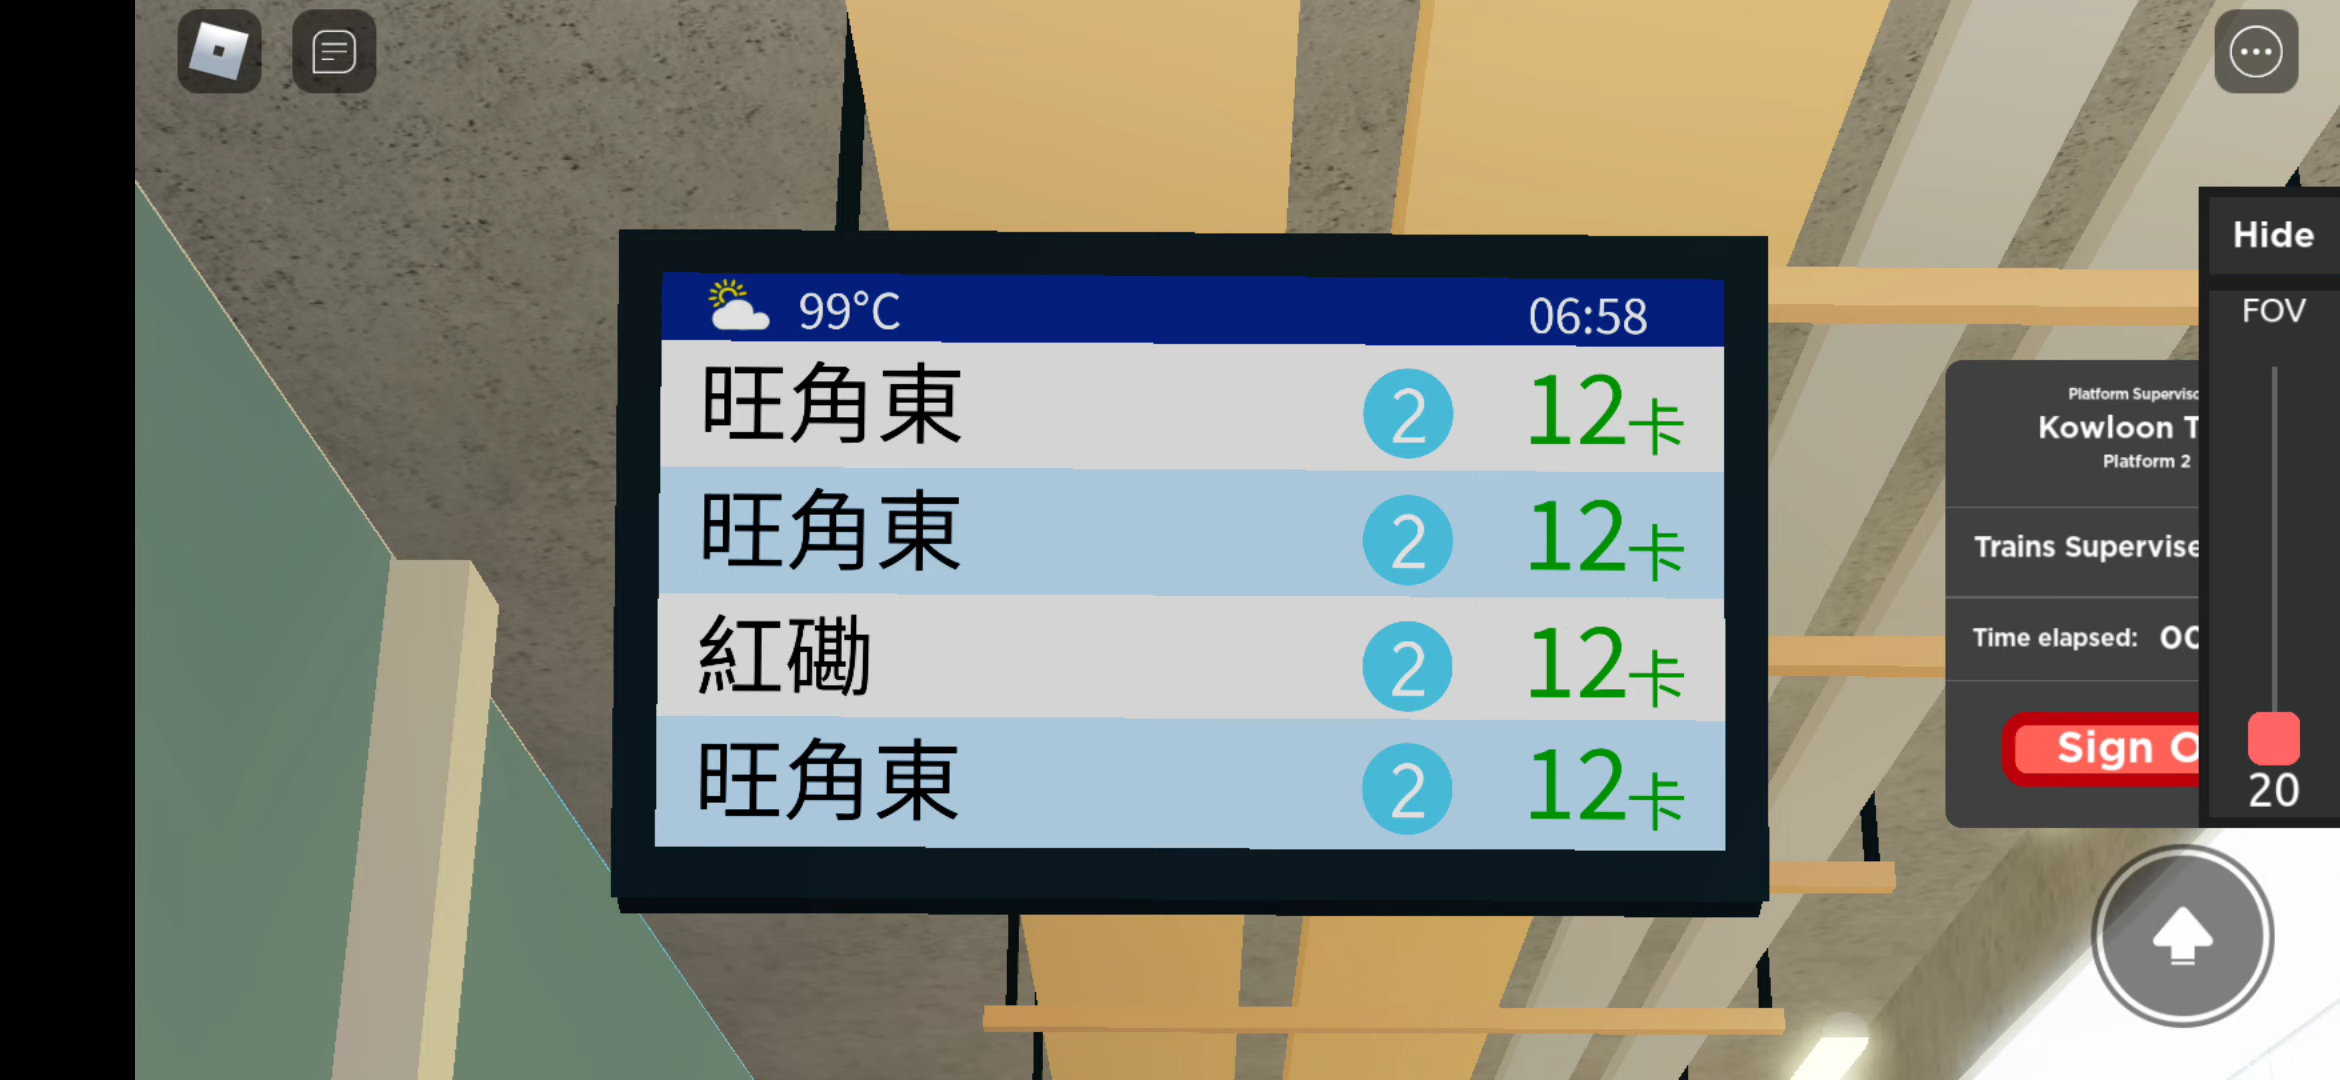 99°C 06:58
旺角東 2 12卡
旺角東 2 12卡
紅磡 2 12卡
旺角東 2 12卡
Hide
FOV
20
Platform Superviso
Kowloon T
Platform 2
Trains Supervise
Time elapsed: 00
Sign O